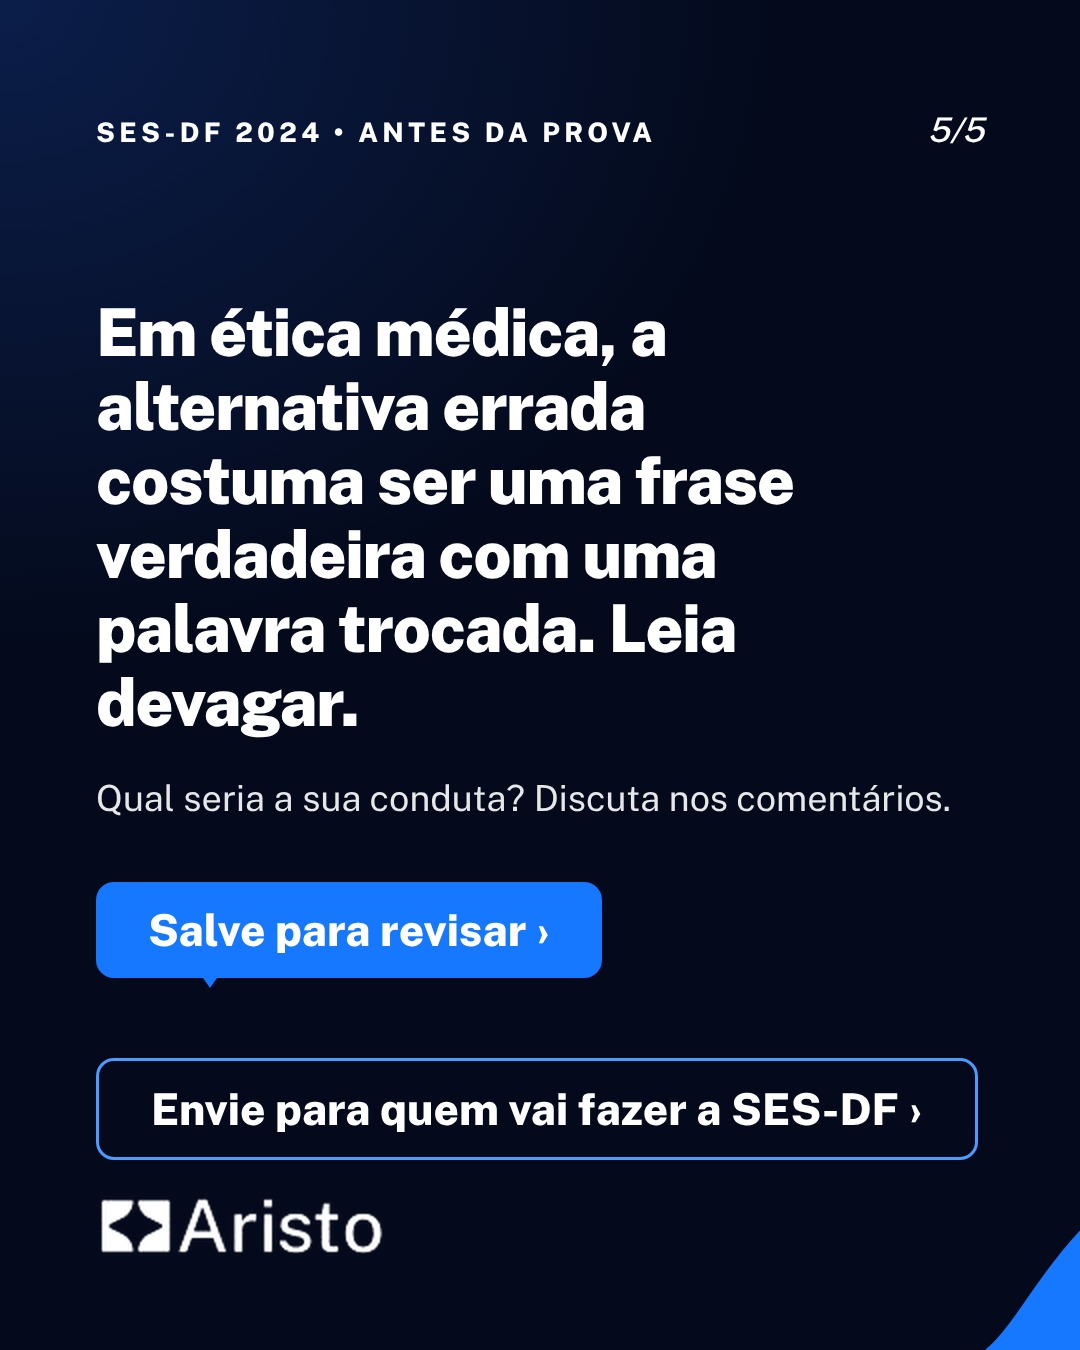 SES-DF 2024 • ANTES DA PROVA
5/5
Em ética médica, a
alternativa errada
costuma ser uma frase
verdadeira com uma
palavra trocada. Leia
devagar.
Qual seria a sua conduta? Discuta nos comentários.
Salve para revisar ›
Envie para quem vai fazer a SES-DF ›
Aristo